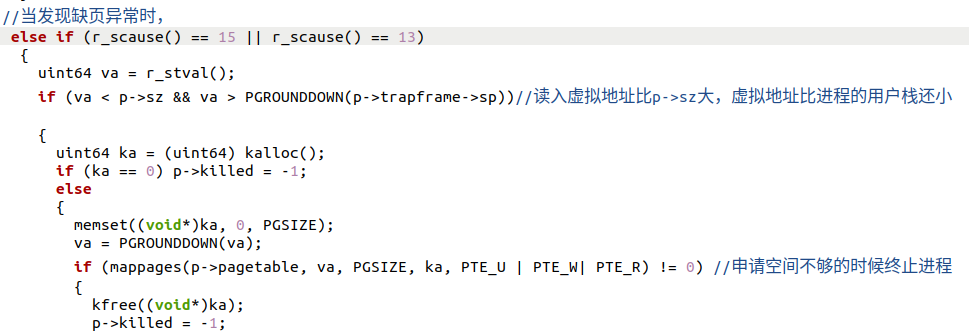 //当发现缺页异常时，
else if (r_scause() == 15 || r_scause() == 13)
{
uint64 va = r_stval();
if (va < p->sz && va > PGROUNDDOWN(p->trapframe->sp))//读入虚拟地址比p->sz大，虚拟地址比进程的用户栈还小
{
uint64 ka = (uint64) kalloc();
if (ka == 0) p->killed = -1;
else
{
memset((void*)ka, 0, PGSIZE);
va = PGROUNDDOWN(va);
if (mappages(p->pagetable, va, PGSIZE, ka, PTE_U | PTE_W| PTE_R) != 0) //申请空间不够的时候终止进程
{
kfree((void*)ka);
p->killed = -1;